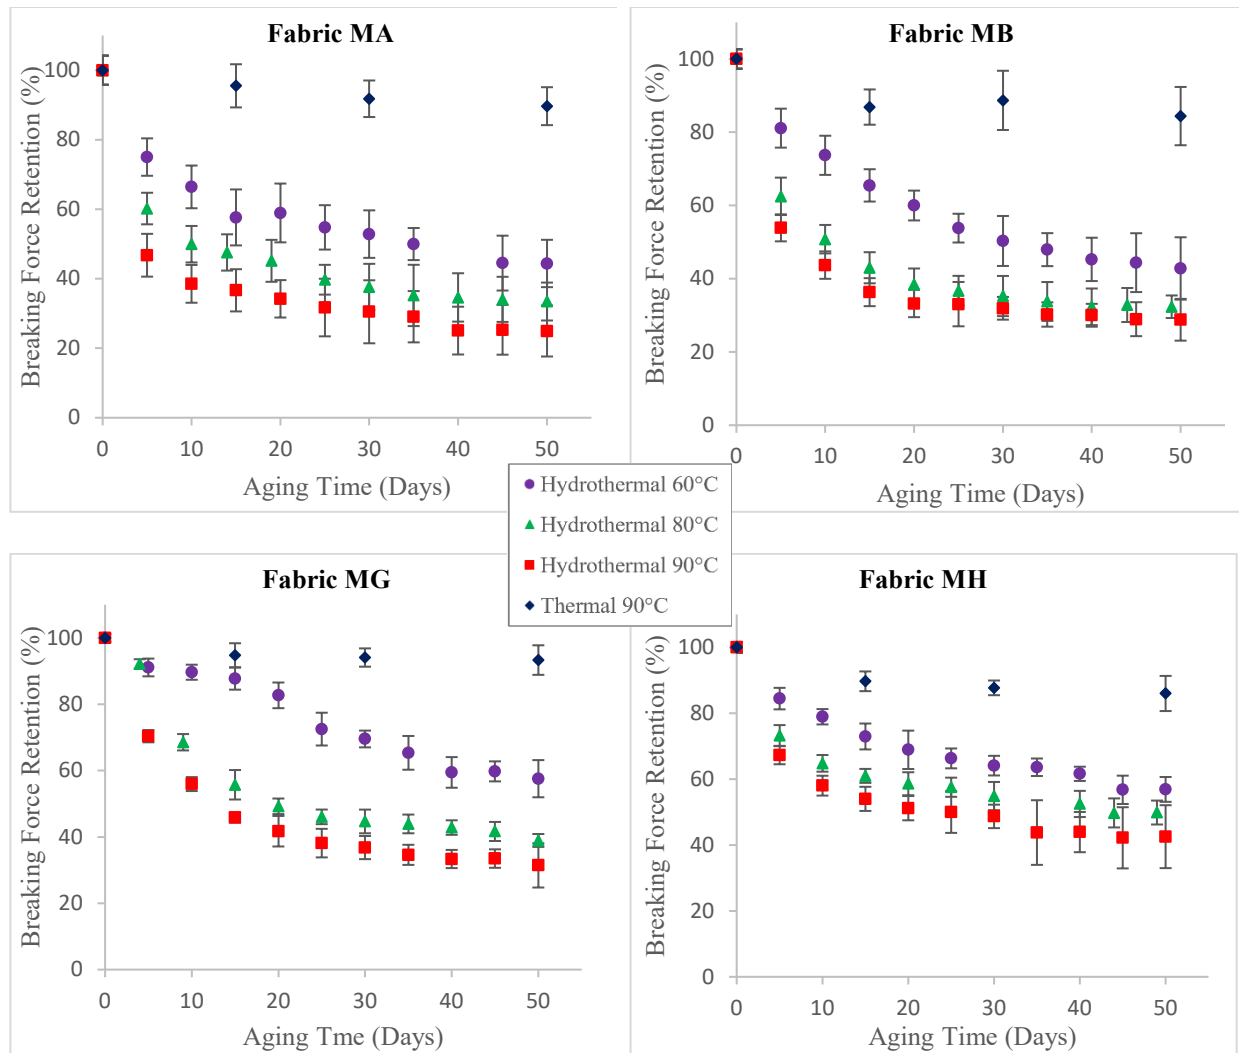 Fabric MA
Breaking Force Retention (%)
100
80
60
40
20
0
0 10 20 30 40 50
Aging Time (Days)
Fabric MB
Breaking Force Retention (%)
100
80
60
40
20
0
0 10 20 30 40 50
Aging Time (Days)
Hydrothermal 60°C
Hydrothermal 80°C
Hydrothermal 90°C
Thermal 90°C
Fabric MG
Breaking Force Retention (%)
100
80
60
40
20
0
0 10 20 30 40 50
Aging Tme (Days)
Fabric MH
Breaking Force Retention (%)
100
80
60
40
20
0
0 10 20 30 40 50
Aging Time (Days)